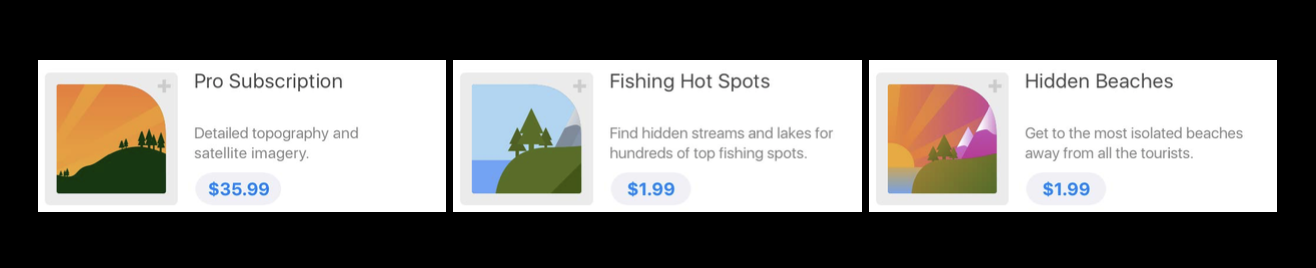 Pro Subscription
Detailed topography and
satellite imagery.
$35.99
Fishing Hot Spots
Find hidden streams and lakes for
hundreds of top fishing spots.
$1.99
Hidden Beaches
Get to the most isolated beaches
away from all the tourists.
$1.99